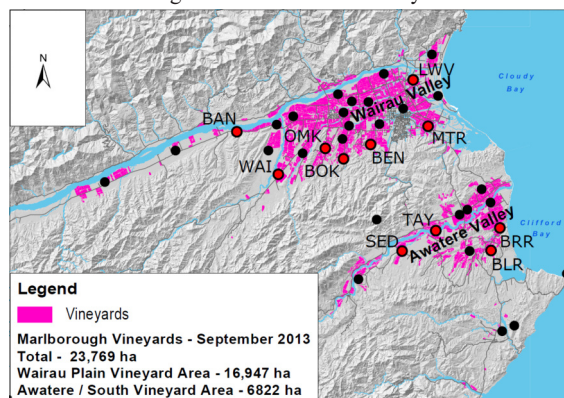 N
LWV
Cloudy
Bay
Wairau Valley
BAN
OMK
MTR
WAI
BOK
BEN
TAY
Awatere Valley
Clifford
Bay
SED
BRR
BLR
Legend
Vineyards
Marlborough Vineyards - September 2013
Total - 23,769 ha
Wairau Plain Vineyard Area - 16,947 ha
Awatere / South Vineyard Area - 6822 ha